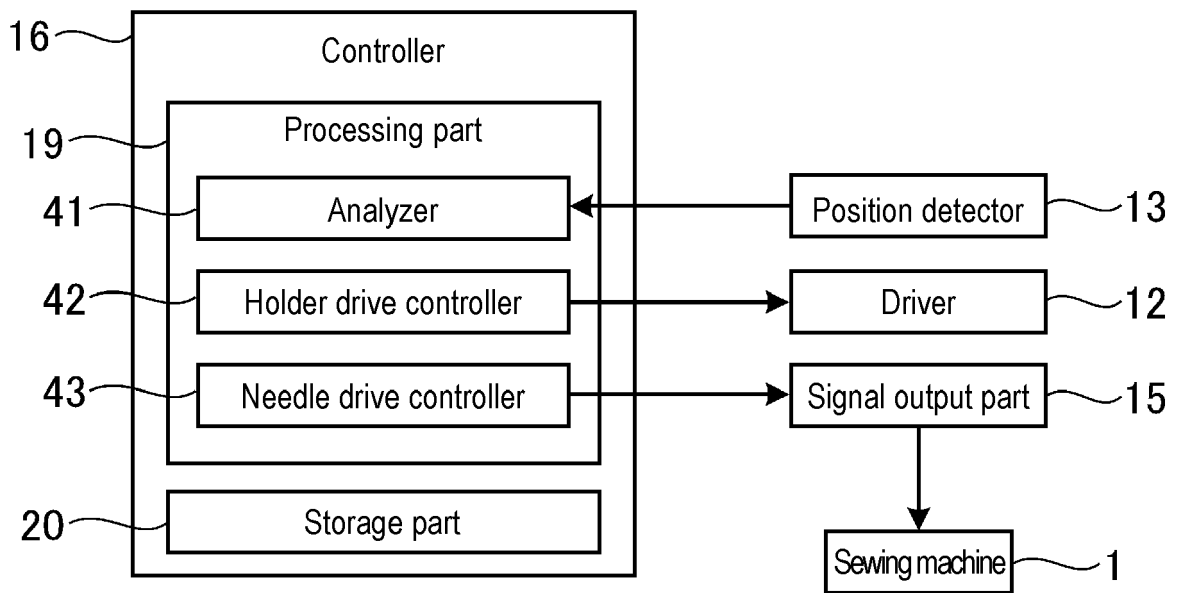 16
Controller
19
Processing part
41
Analyzer
Position detector
13
42
Holder drive controller
Driver
12
43
Needle drive controller
Signal output part
15
20
Storage part
Sewing machine
1